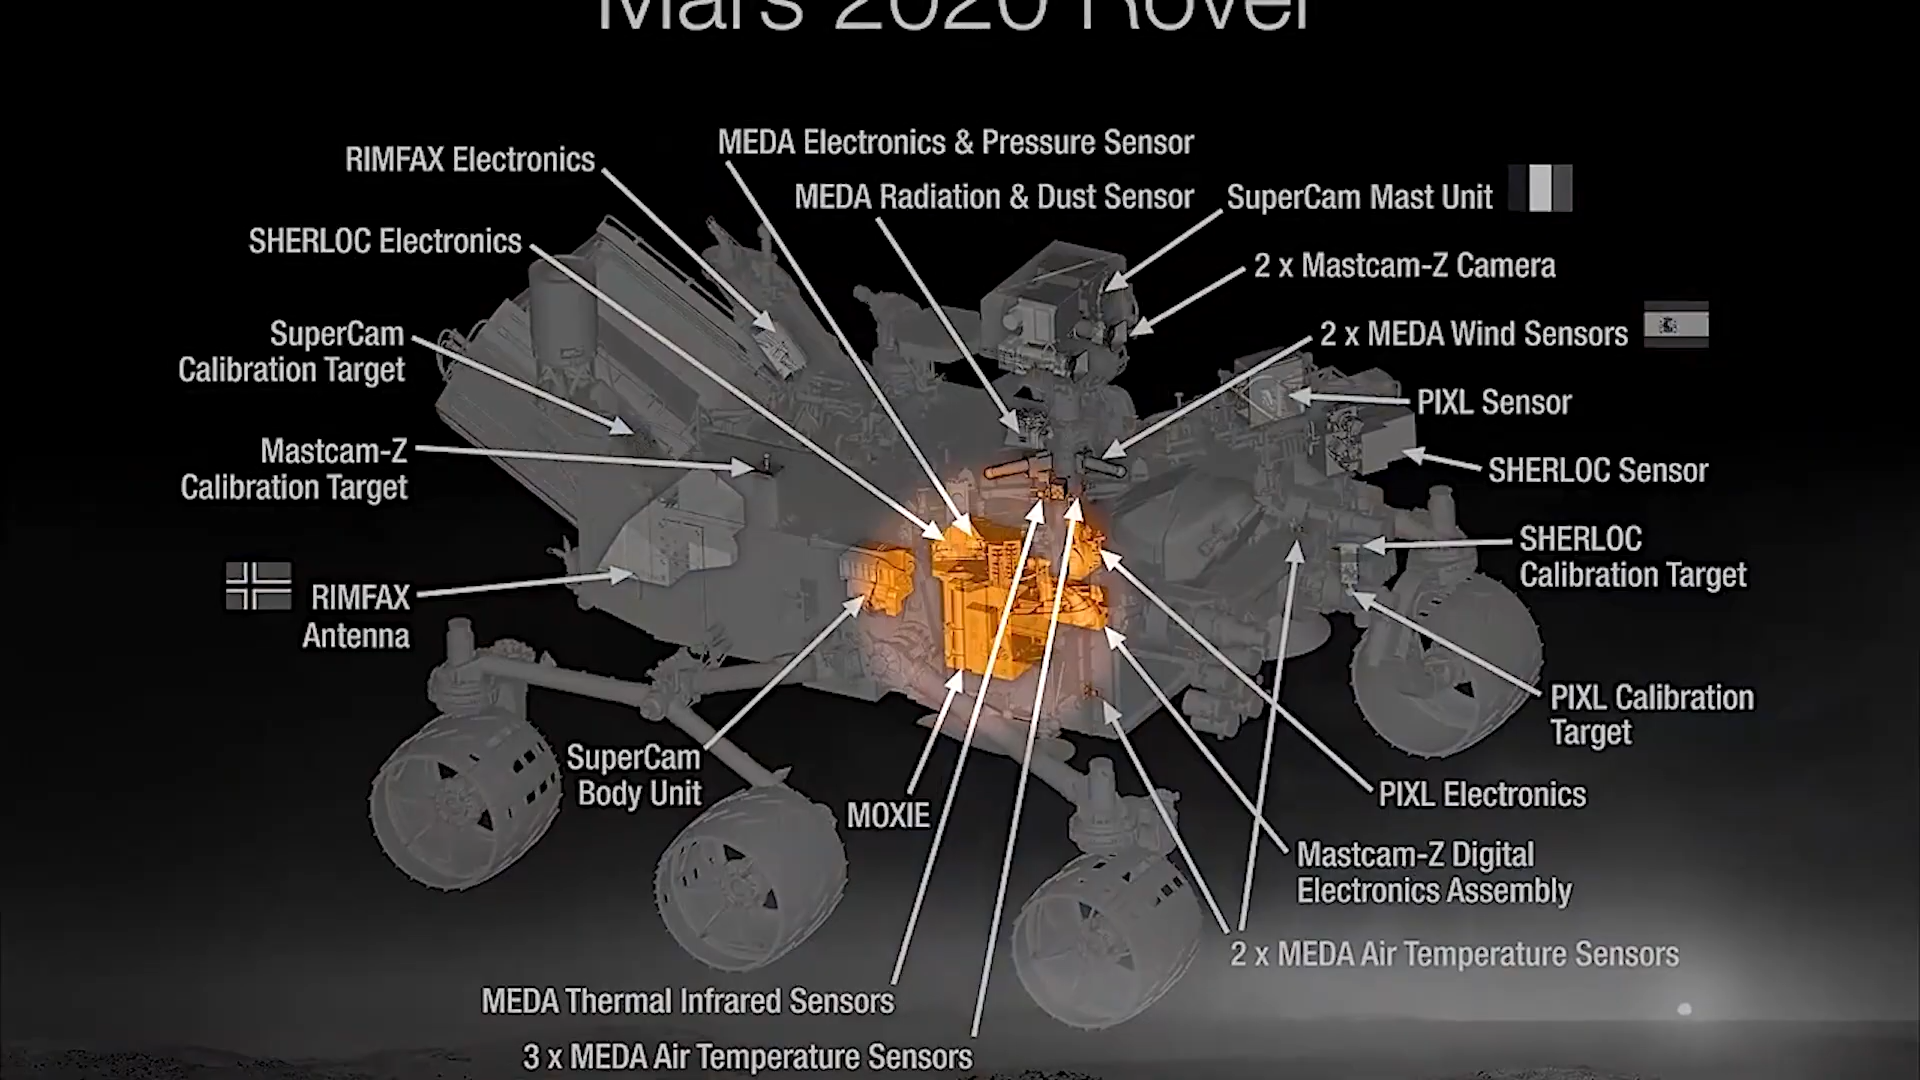 Mars 2020 Rover
MEDA Electronics & Pressure Sensor
RIMFAX Electronics
MEDA Radiation & Dust Sensor
SuperCam Mast Unit
SHERLOC Electronics
2 x Mastcam-Z Camera
SuperCam
Calibration Target
2 x MEDA Wind Sensors
PIXL Sensor
Mastcam-Z
Calibration Target
SHERLOC Sensor
SHERLOC
Calibration Target
RIMFAX
Antenna
PIXL Calibration
Target
SuperCam
Body Unit
MOXIE
PIXL Electronics
Mastcam-Z Digital
Electronics Assembly
2 x MEDA Air Temperature Sensors
MEDA Thermal Infrared Sensors
3 x MEDA Air Temperature Sensors